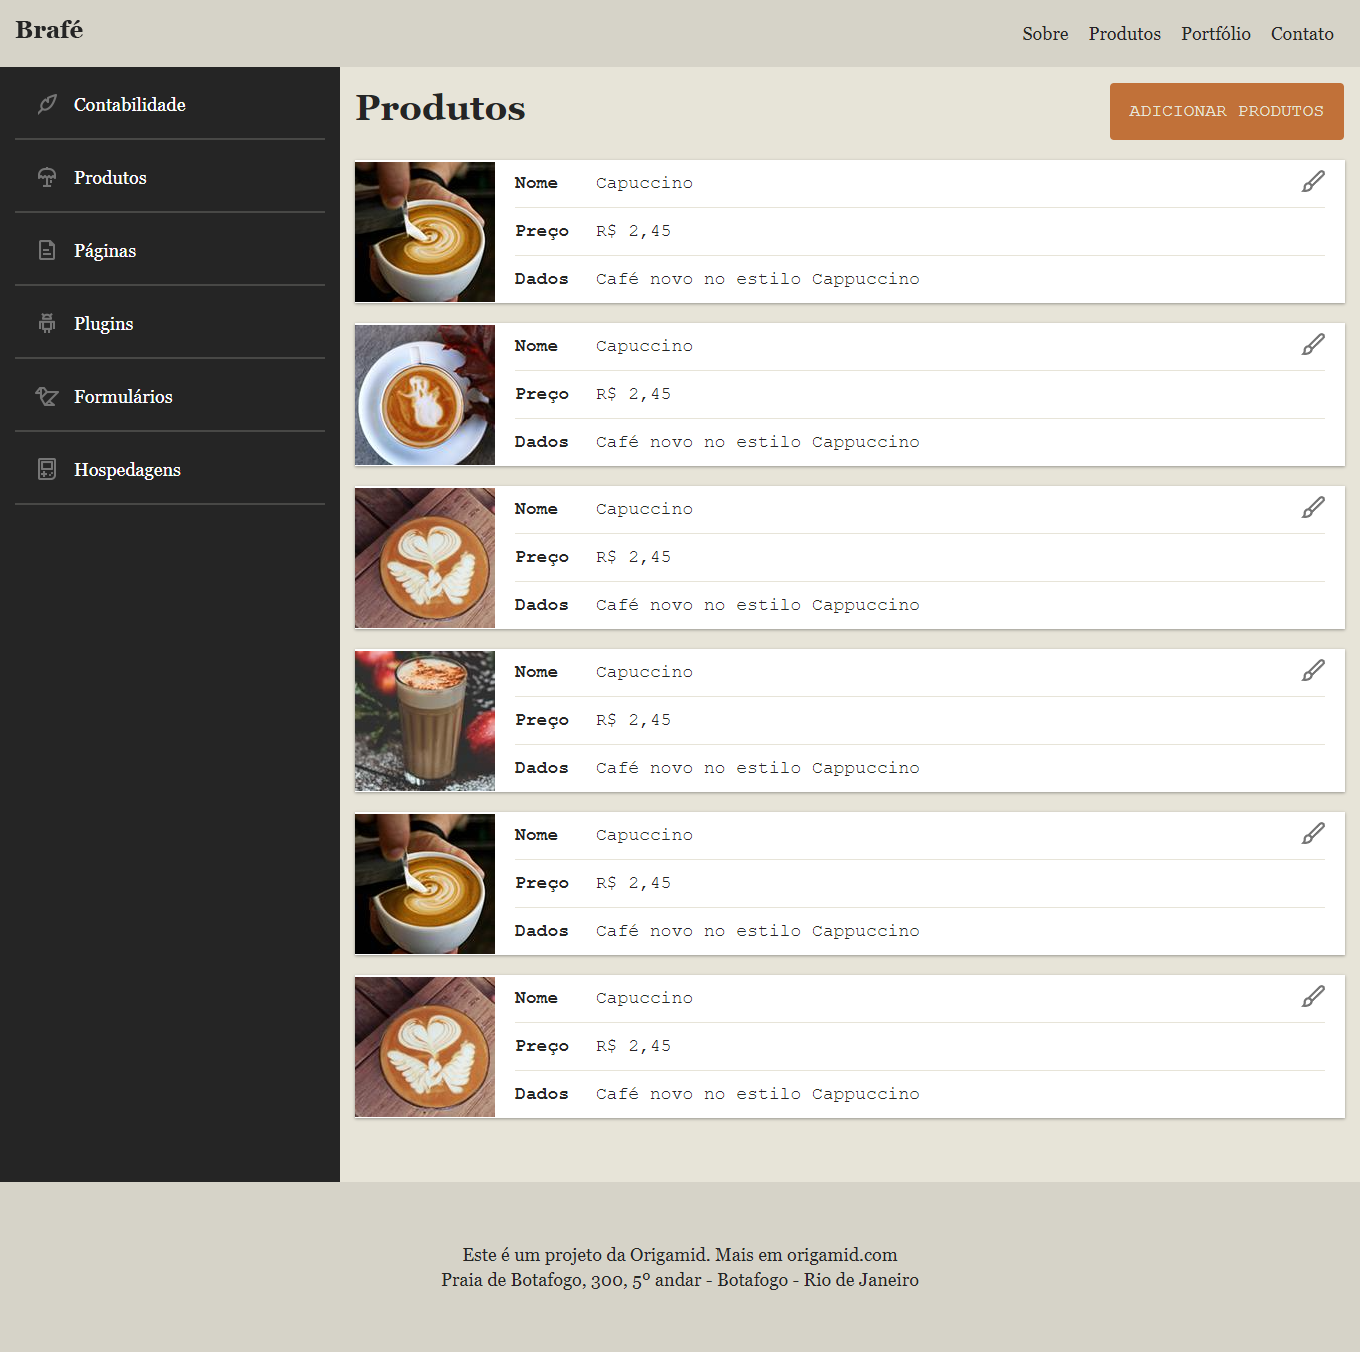 Brafé
Sobre Produtos Portfólio Contato
Contabilidade
Produtos
Páginas
Plugins
Formulários
Hospedagens
Produtos
ADICIONAR PRODUTOS
Nome Capuccino
Preço R$ 2,45
Dados Café novo no estilo Cappuccino
Nome Capuccino
Preço R$ 2,45
Dados Café novo no estilo Cappuccino
Nome Capuccino
Preço R$ 2,45
Dados Café novo no estilo Cappuccino
Nome Capuccino
Preço R$ 2,45
Dados Café novo no estilo Cappuccino
Nome Capuccino
Preço R$ 2,45
Dados Café novo no estilo Cappuccino
Nome Capuccino
Preço R$ 2,45
Dados Café novo no estilo Cappuccino
Este é um projeto da Origamid. Mais em origamid.com
Praia de Botafogo, 300, 5º andar - Botafogo - Rio de Janeiro